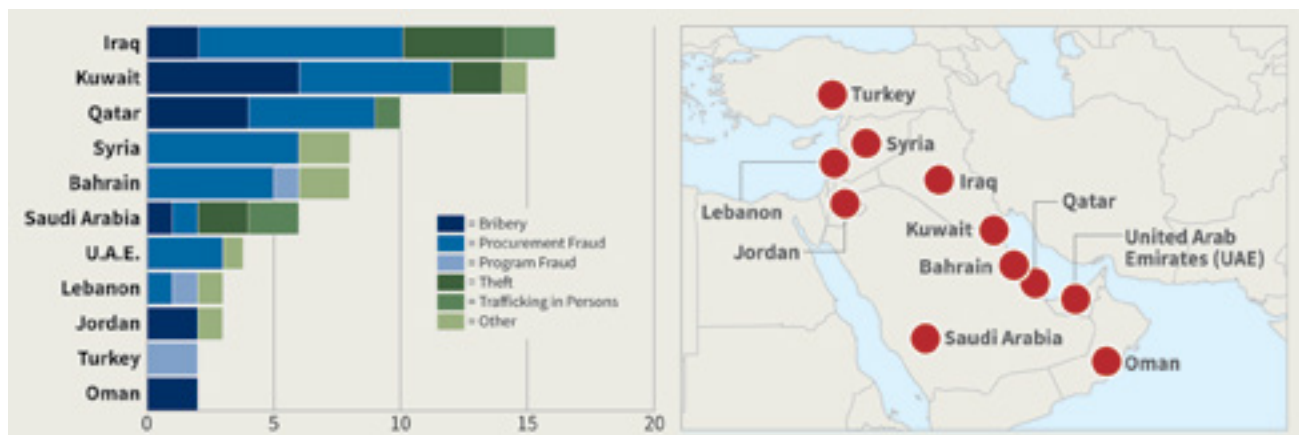 Iraq
Kuwait
Qatar
Syria
Bahrain
Saudi Arabia
U.A.E.
Lebanon
Jordan
Turkey
Oman
0 5 10 15 20
= Bribery
= Procurement Fraud
= Program Fraud
= Theft
= Trafficking in Persons
= Other
Turkey
Syria
Iraq
Lebanon
Qatar
Kuwait
Jordan
United Arab
Emirates (UAE)
Bahrain
Saudi Arabia
Oman